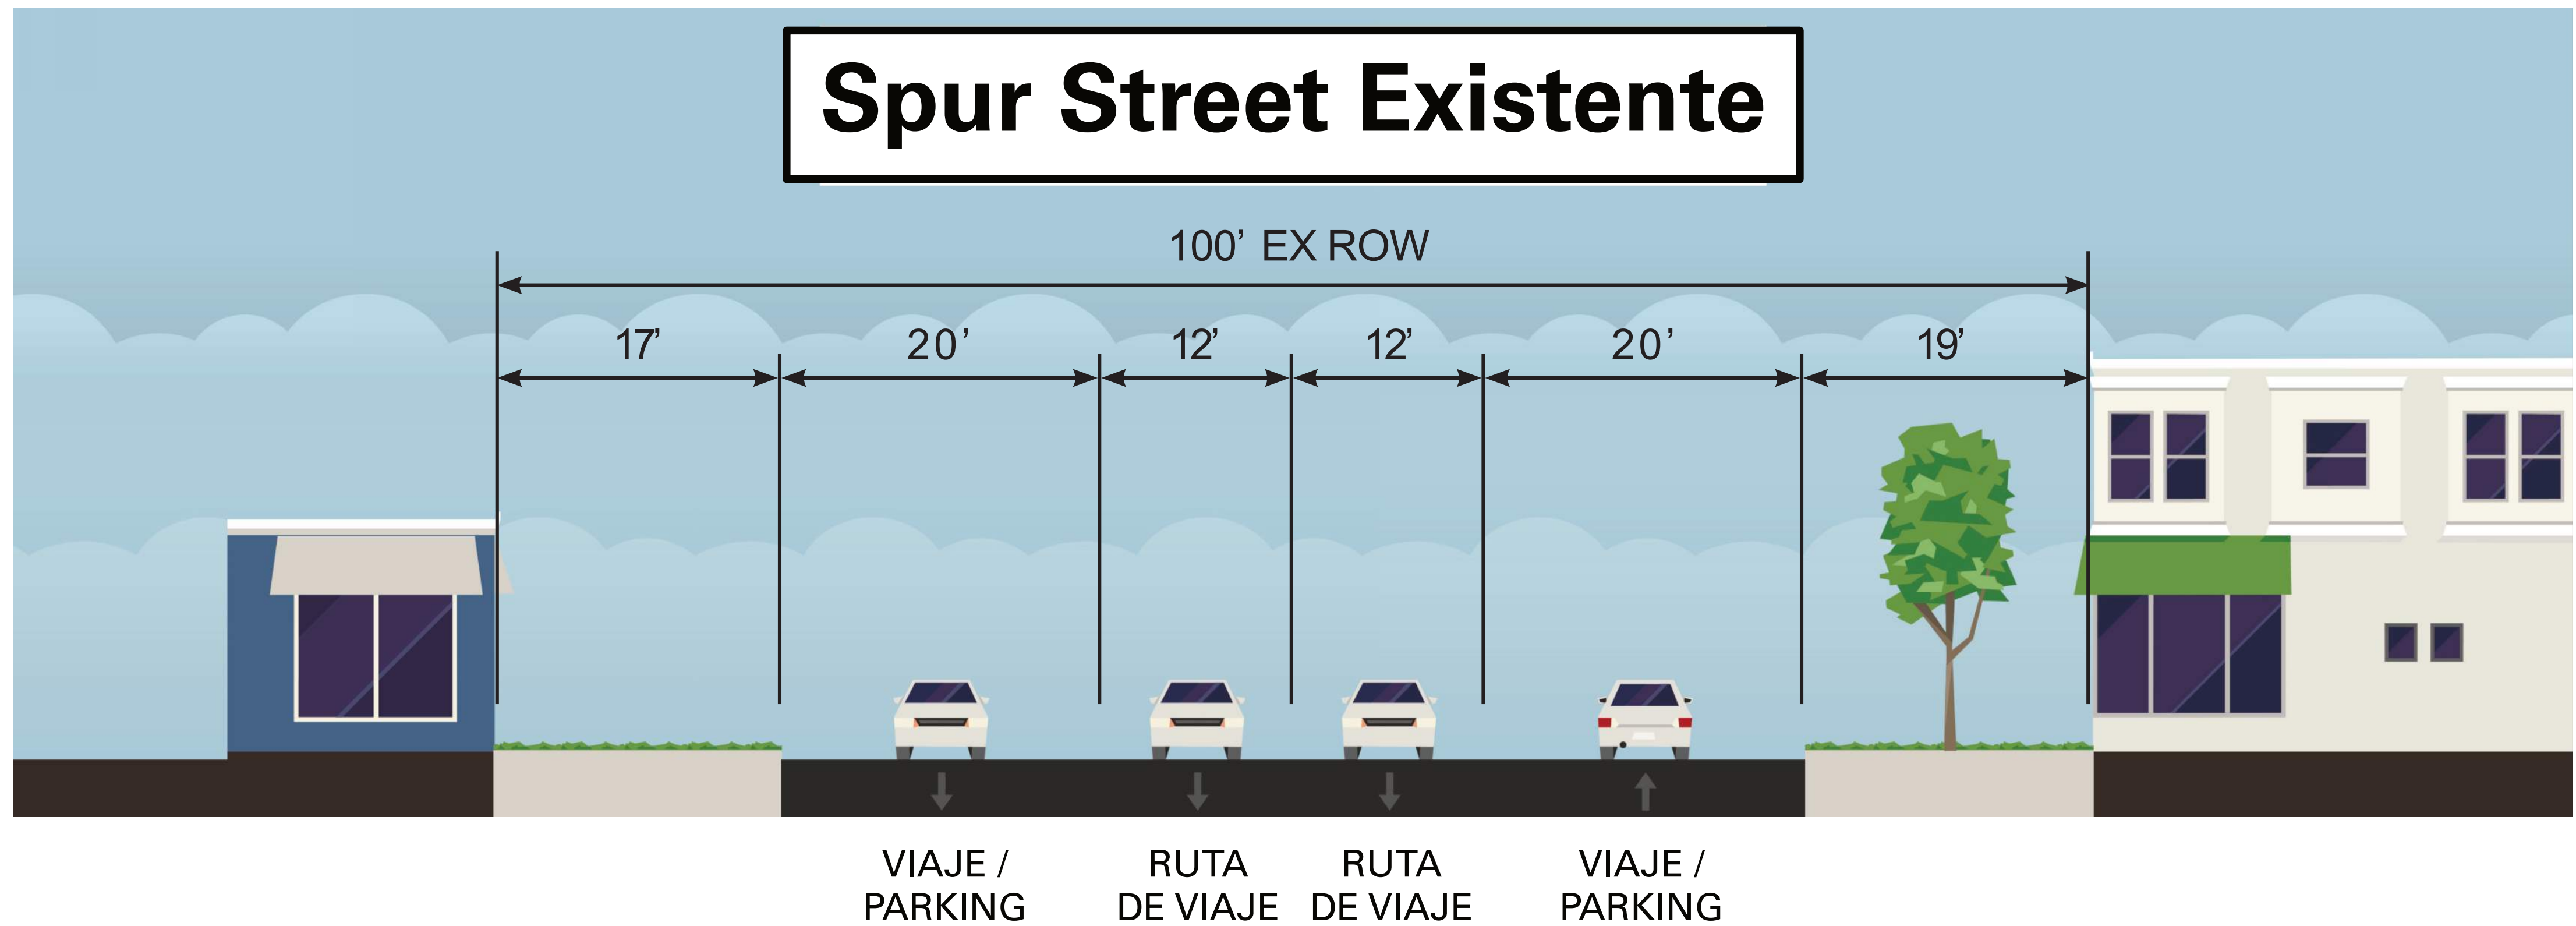 Spur Street Existente
100’ EX ROW
17’ 20’ 12’ 12’ 20’ 19’
VIAJE / RUTA RUTA VIAJE /
PARKING DE VIAJE DE VIAJE PARKING